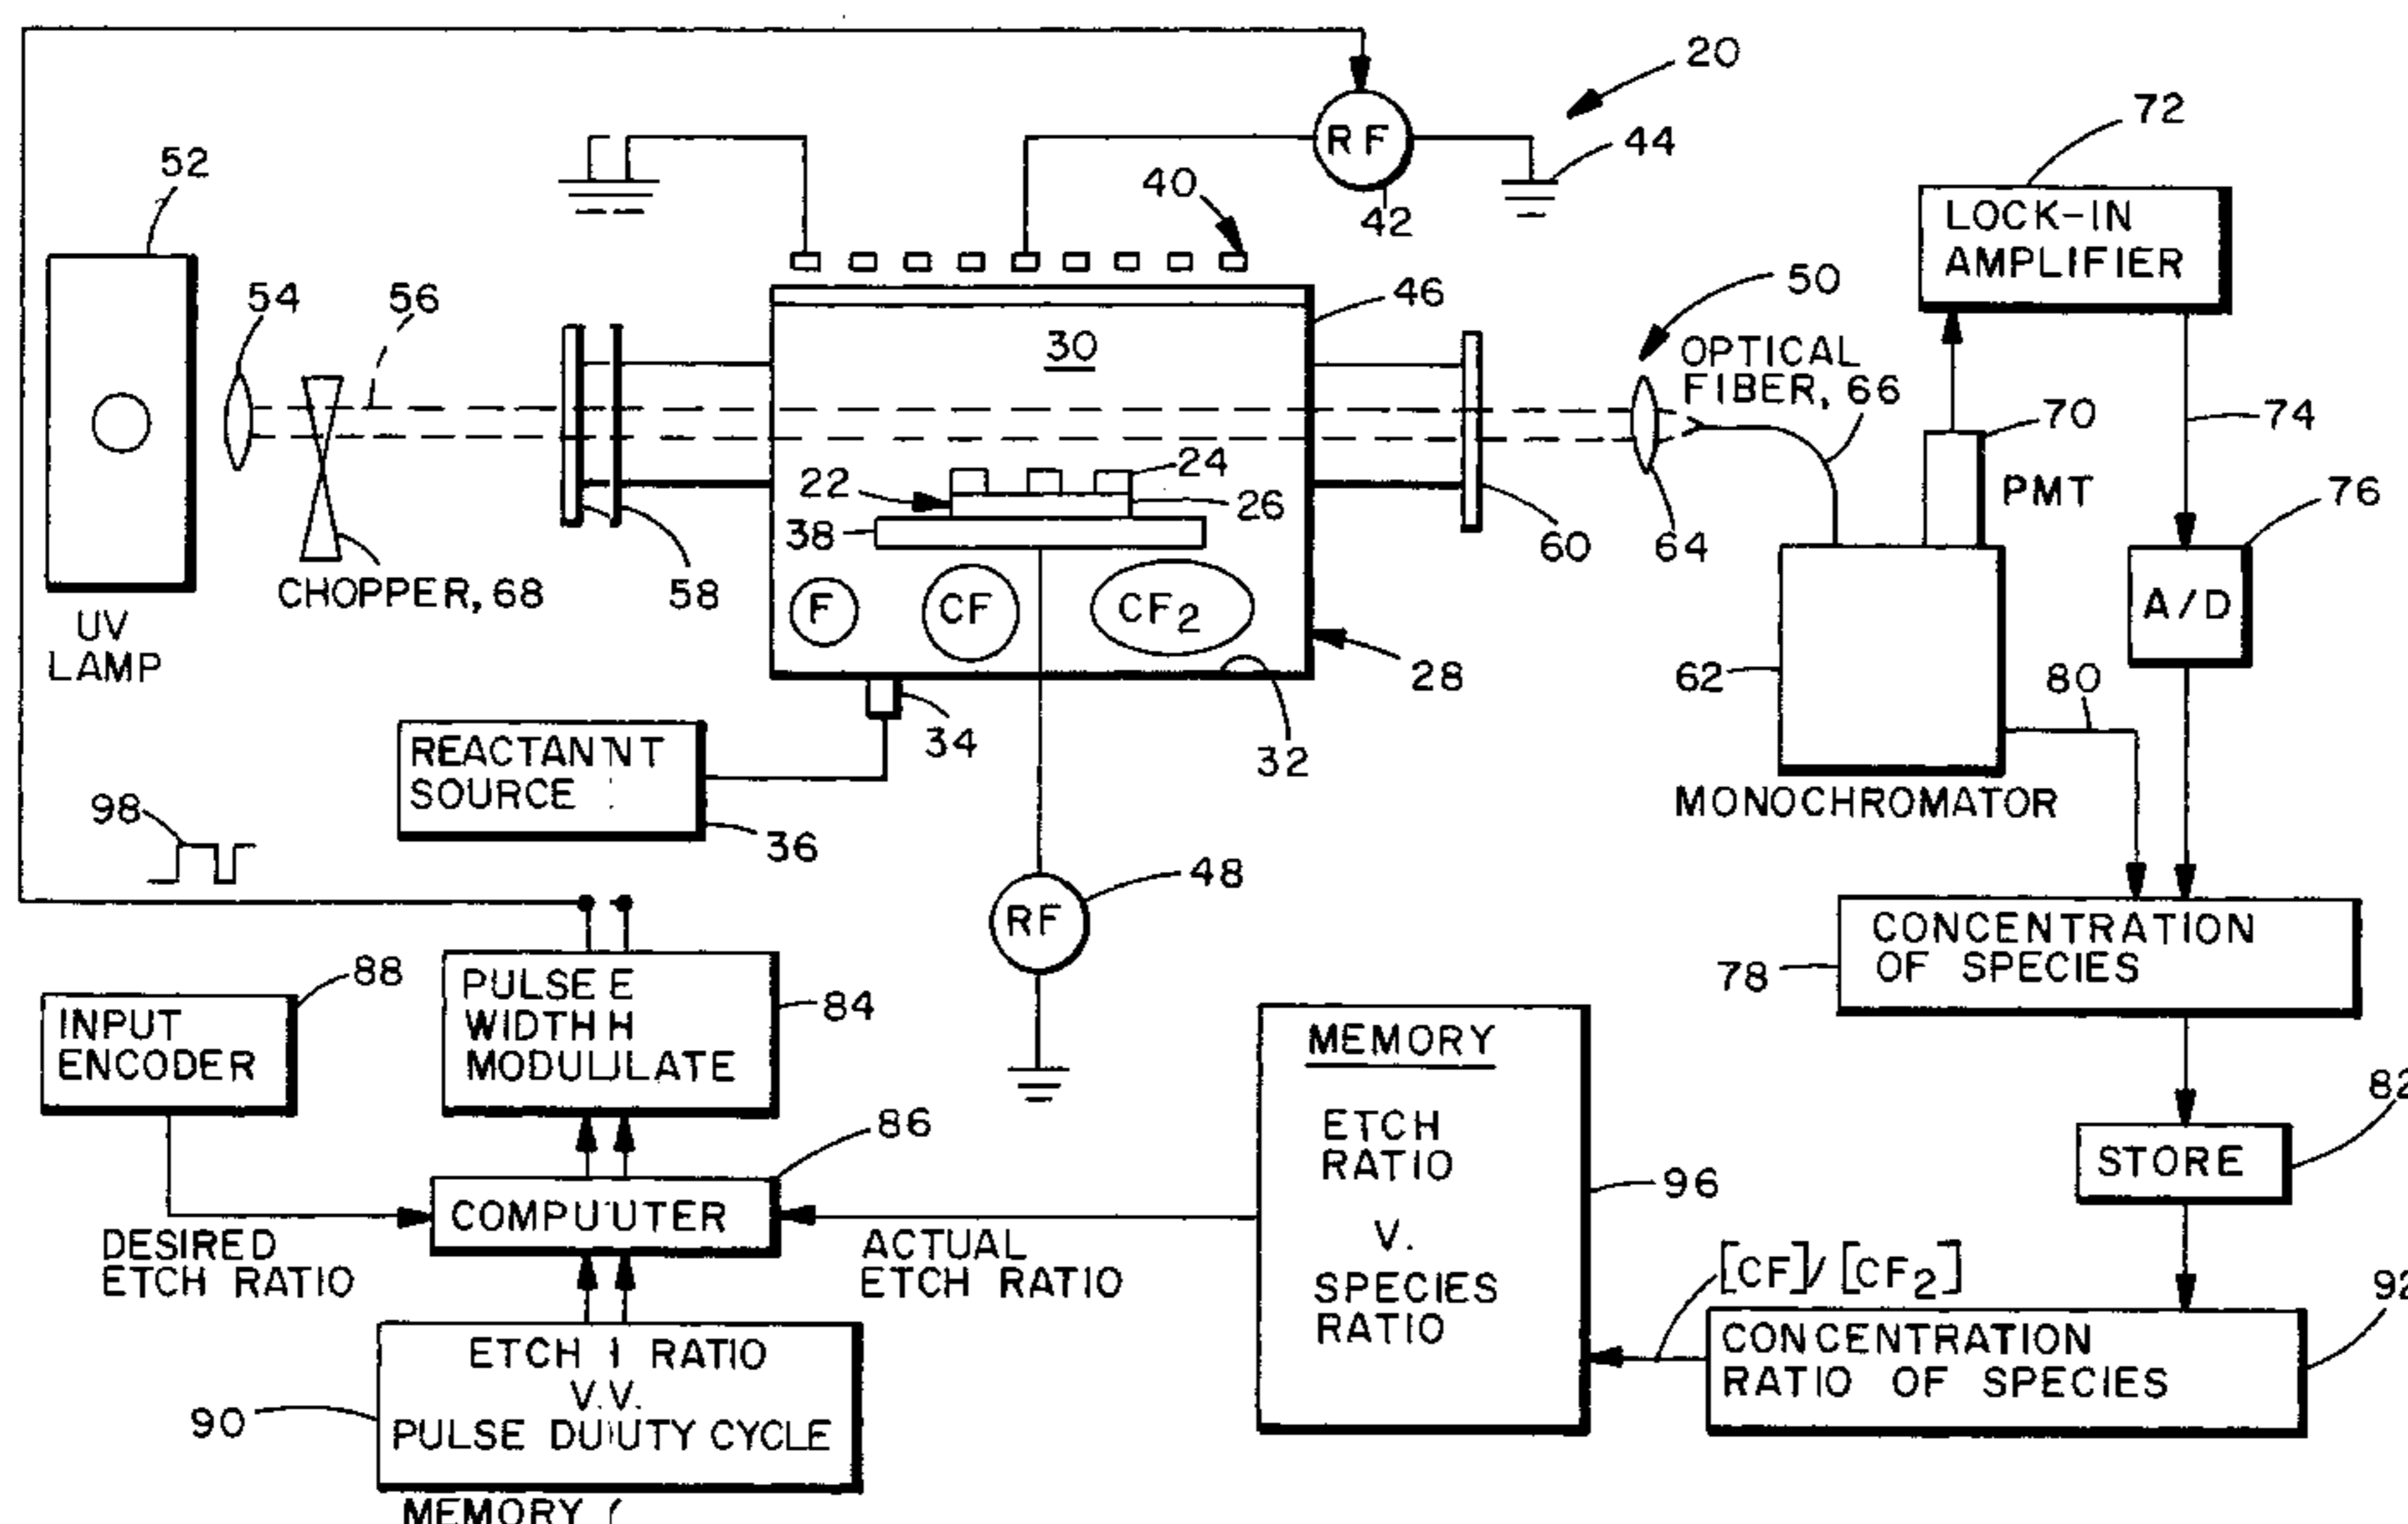 20
RF
42
44
72
LOCK-IN
AMPLIFIER
52
40
54
56
46
50
30
OPTICAL
FIBER, 66
70
74
PMT
76
22
24
26
38
60
64
CHOPPER, 68
58
F
CF
CF2
A/D
UV
LAMP
28
62
80
34
32
REACTANNT
SOURCE
36
MONOCHROMATOR
98
48
RF
CONCENTRATION
OF SPECIES
78
88
INPUT
ENCODER
PULSE E
WIDTH H
MODULULATE
84
MEMORY
ETCH
RATIO
V.
SPECIES
RATIO
96
82
STORE
86
COMPUUTER
DESIRED
ETCH RATIO
ACTUAL
ETCH RATIO
[CF]/[CF2]
92
CONCENTRATION
RATIO OF SPECIES
ETCH RATIO
V. V.
PULSE DUUTY CYCLE
90
MEMORY